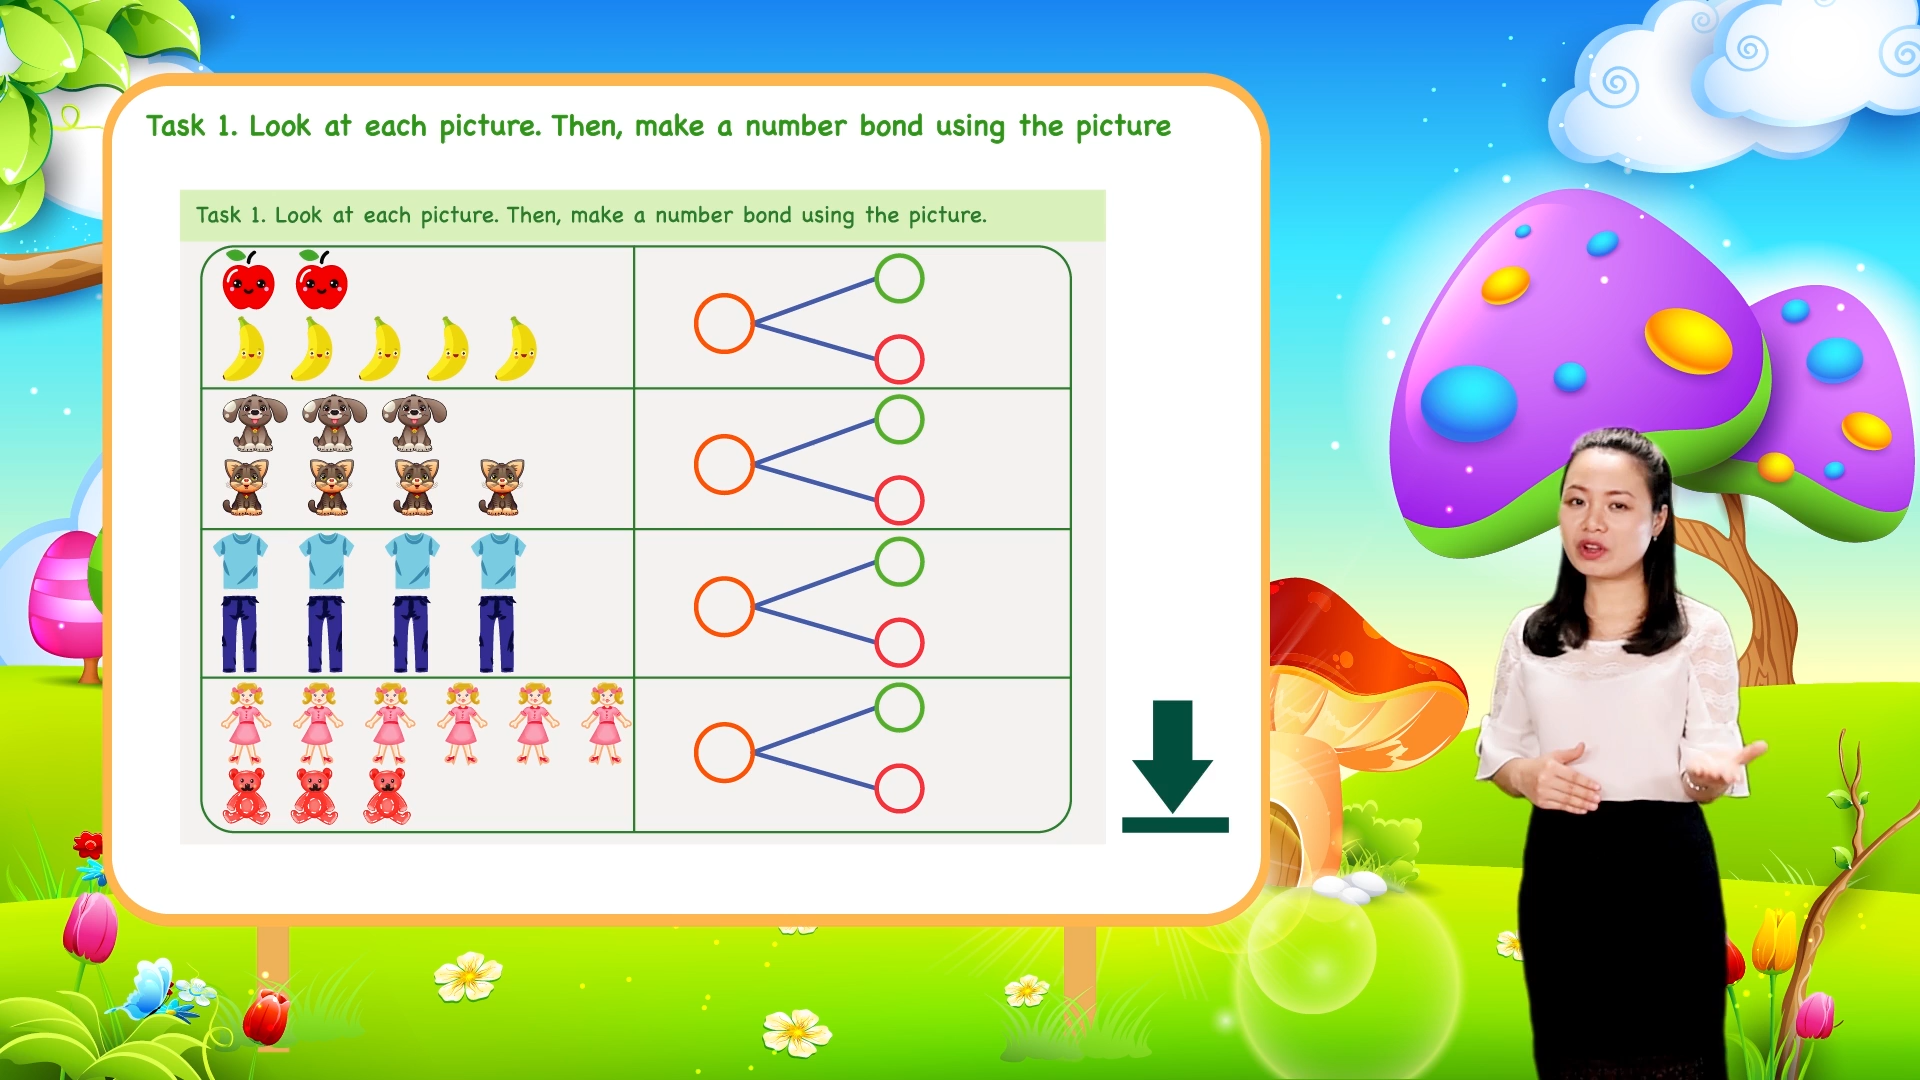 Task 1. Look at each picture. Then, make a number bond using the picture
Task 1. Look at each picture. Then, make a number bond using the picture.